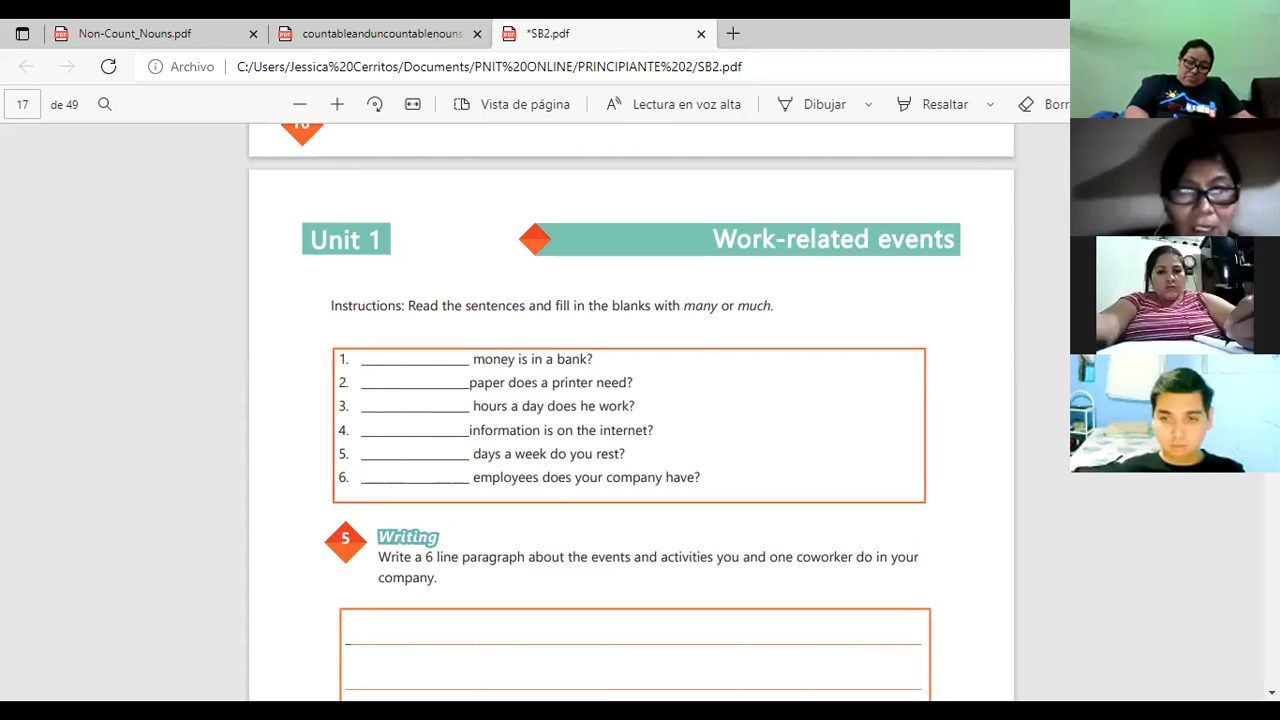 Non-Count_Nouns.pdf
countableanduncountablenouns
*SB2.pdf
Archivo
C:/Users/Jessica%20Cerritos/Documents/PNIT%20ONLINE/PRINCIPIANTE%202/SB2.pdf
17 de 49
Vista de página
Lectura en voz alta
Dibujar
Resaltar
Borr
16
Unit 1
Work-related events
Instructions: Read the sentences and fill in the blanks with many or much.
1. ________________ money is in a bank?
2. ________________paper does a printer need?
3. ________________ hours a day does he work?
4. ________________information is on the internet?
5. ________________ days a week do you rest?
6. ________________ employees does your company have?
5 Writing
Write a 6 line paragraph about the events and activities you and one coworker do in your
company.